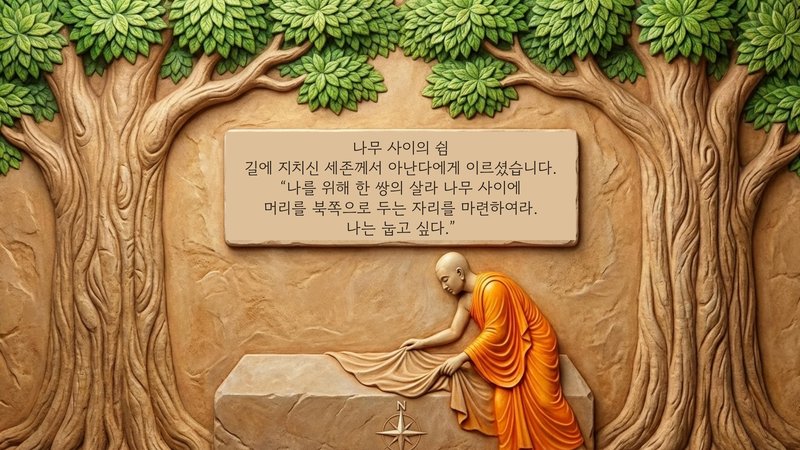 나무 사이의 쉼
길에 지치신 세존께서 아난다에게 이르셨습니다.
“나를 위해 한 쌍의 살라 나무 사이에
머리를 북쪽으로 두는 자리를 마련하여라.
나는 눕고 싶다.”
N